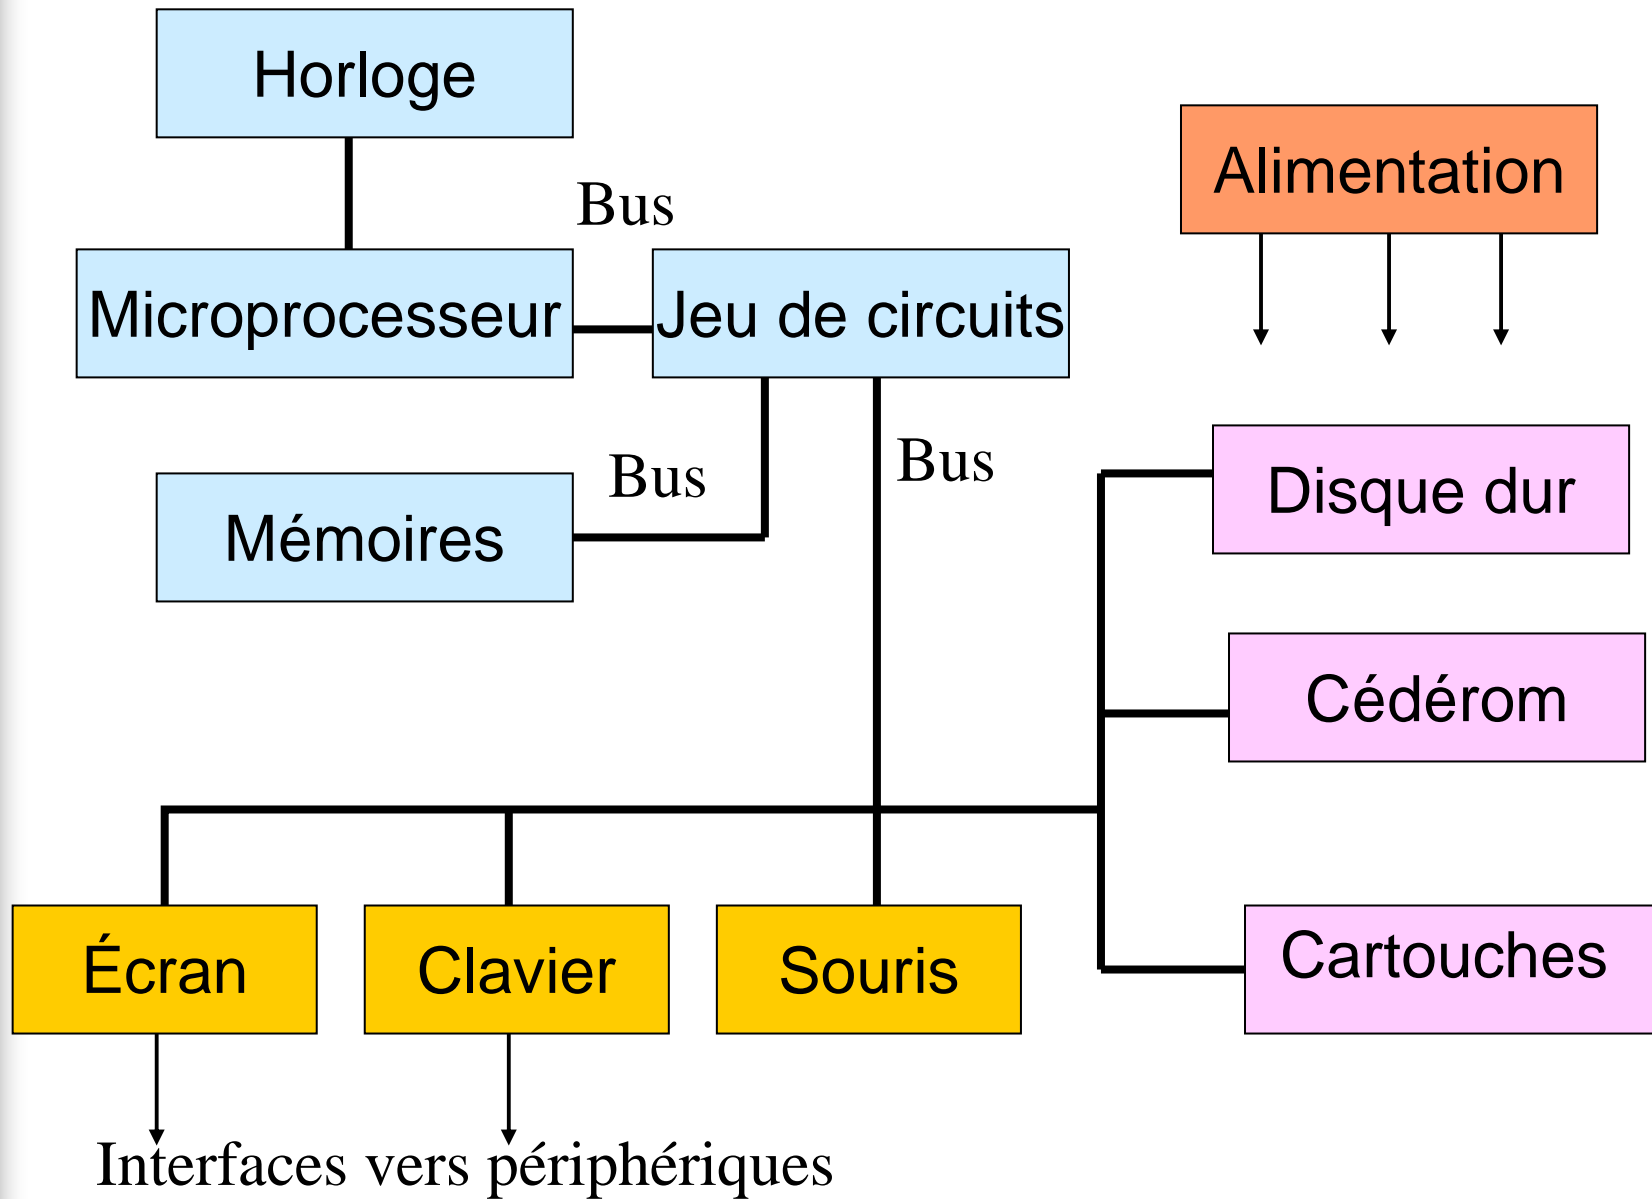 Horloge
Alimentation
Bus
Microprocesseur
Jeu de circuits
Bus
Bus
Disque dur
Mémoires
Cédérom
Écran
Clavier
Souris
Cartouches
Interfaces vers périphériques